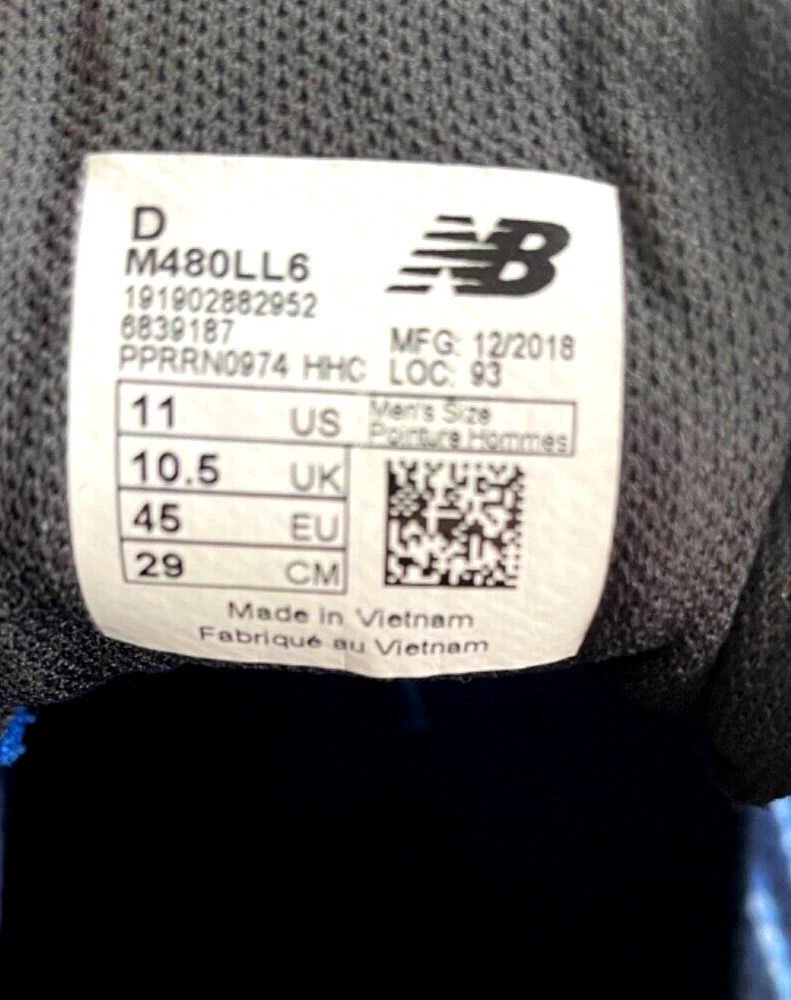 D
M480LL6
191902882952
6839187
PPRRN0974 HHC
NB
MFG: 12/2018
LOC: 93
11 US
Men's Size
Pointure Hommes
10.5 UK
45 EU
29 CM
Made in Vietnam
Fabriqué au Vietnam